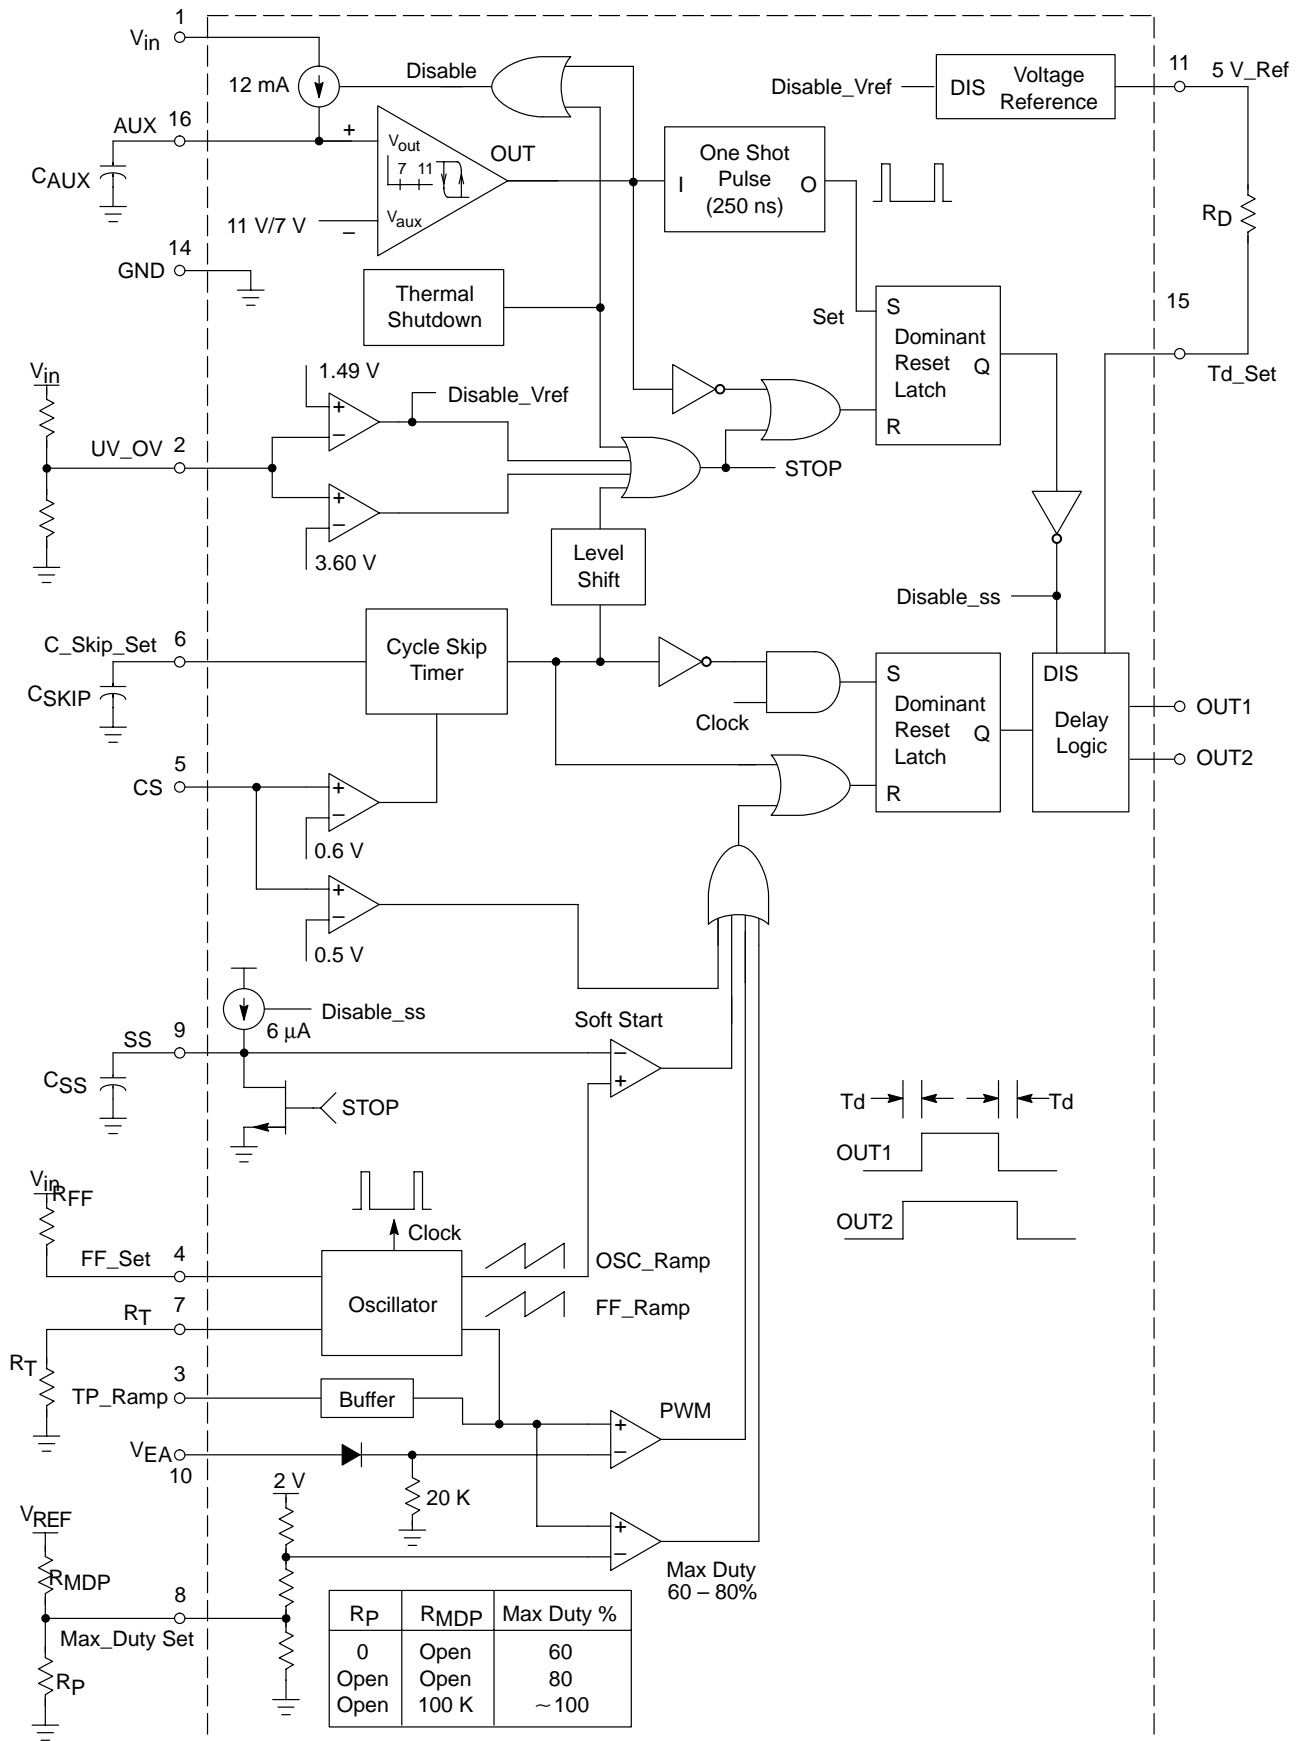 1
Vin
12 mA
Disable
Disable_Vref
DIS
Voltage
Reference
11
5 V_Ref
AUX
16
CAUX
+
Vout
7 11
Vaux
OUT
11 V/7 V
−
One Shot
Pulse
(250 ns)
I
O
RD
14
GND
Thermal
Shutdown
Set
S
Dominant
Reset
Latch
Q
R
15
Td_Set
Vin
1.49 V
+
−
Disable_Vref
UV_OV
2
STOP
+
−
3.60 V
Level
Shift
Disable_ss
C_Skip_Set
6
CSKIP
Cycle Skip
Timer
Clock
S
Dominant
Reset
Latch
Q
R
DIS
Delay
Logic
OUT1
OUT2
CS
5
+
−
0.6 V
+
−
0.5 V
Disable_ss
6 µA
SS
9
CSS
STOP
Soft Start
−
+
Td
Td
OUT1
OUT2
Vin
RFF
FF_Set
4
Clock
Oscillator
OSC_Ramp
FF_Ramp
RT
7
RT
TP_Ramp
3
Buffer
PWM
+
−
VEA
10
2 V
20 K
+
−
Max Duty
60 – 80%
VREF
RMDP
8
Max_Duty Set
RP
RP RMDP Max Duty %
0 Open 60
Open Open 80
Open 100 K ~100